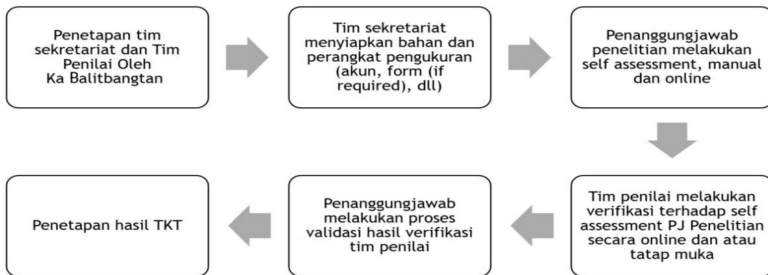 Penetapan tim
sekretariat dan Tim
Penilai Oleh
Ka Balitbangtan
Tim sekretariat
menyiapkan bahan dan
perangkat pengukuran
(akun, form (if
required), dll)
Penanggungjawab
penelitian melakukan
self assessment, manual
dan online
Tim penilai melakukan
verifikasi terhadap self
assessment PJ Penelitian
secara online dan atau
tatap muka
Penanggungjawab
melakukan proses
validasi hasil verifikasi
tim penilai
Penetapan hasil TKT